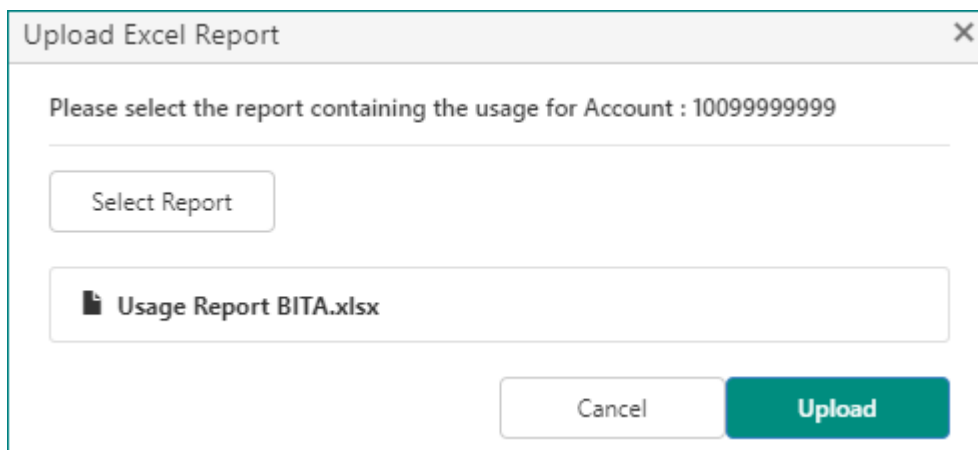 Upload Excel Report
Please select the report containing the usage for Account : 10099999999
Select Report
Usage Report BITA.xlsx
Cancel
Upload